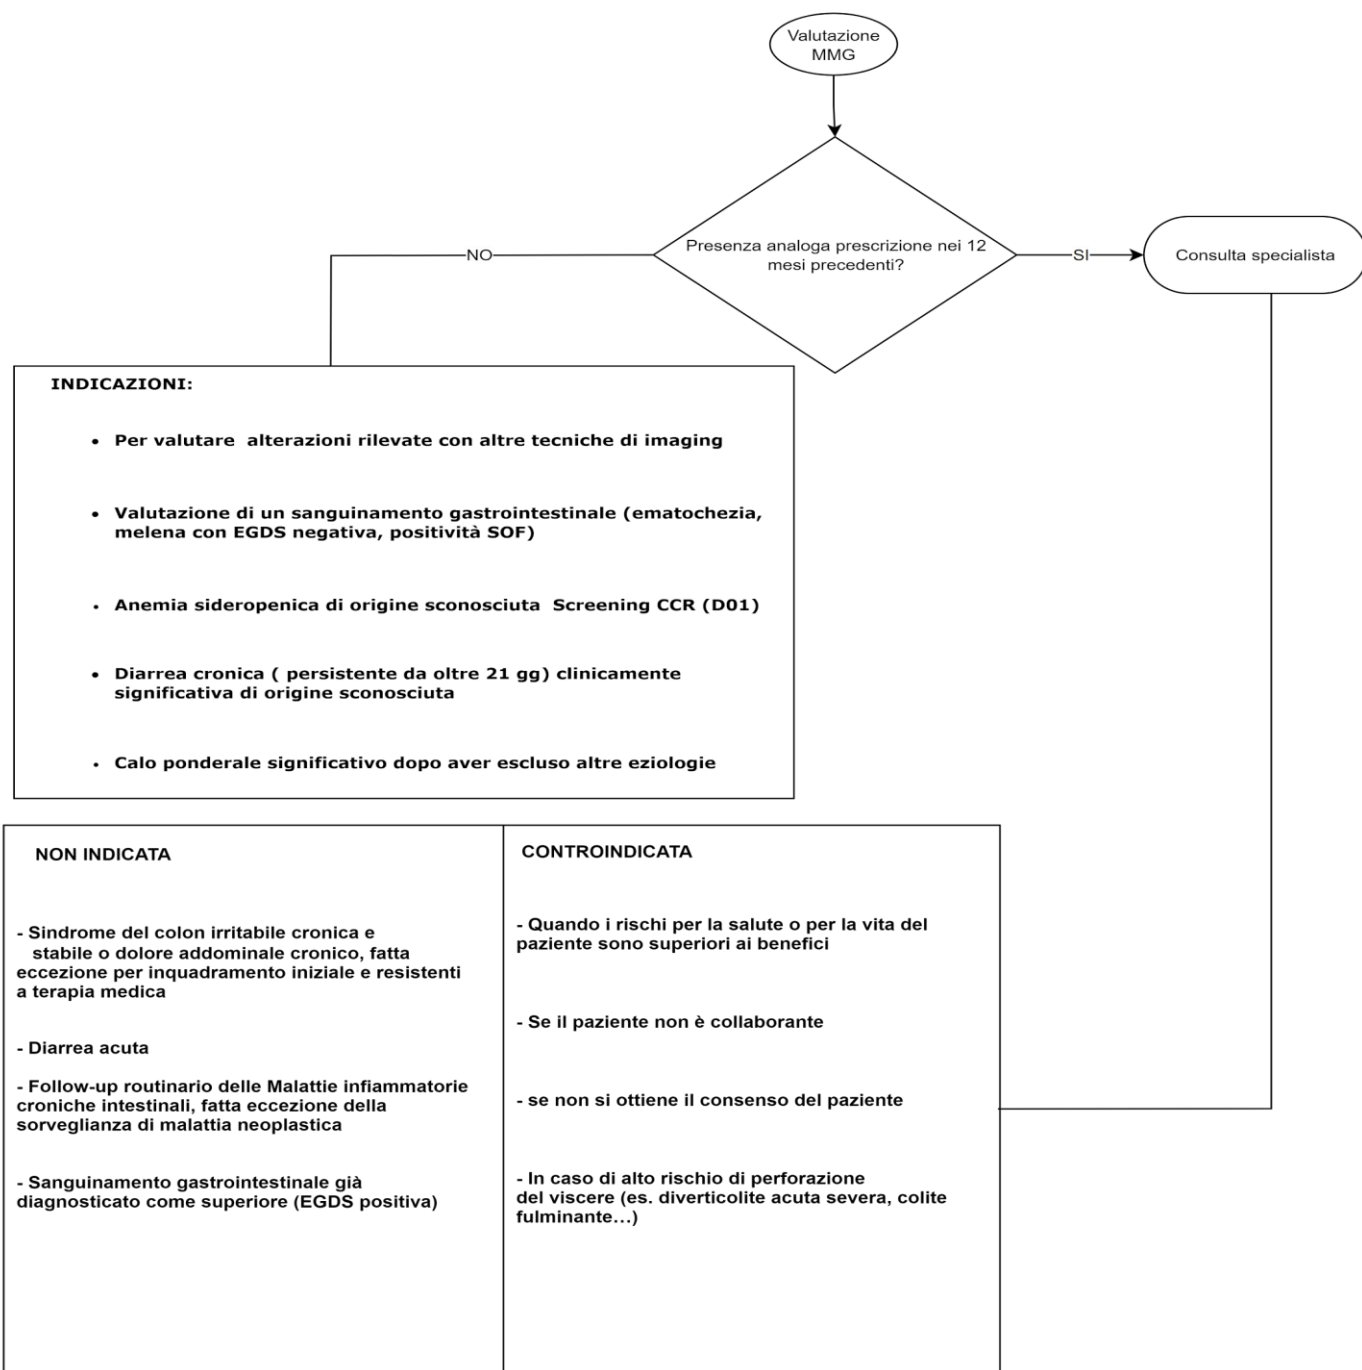 Valutazione
MMG
Presenza analoga prescrizione nei 12
mesi precedenti?
NO
SI
Consulta specialista
INDICAZIONI:
• Per valutare alterazioni rilevate con altre tecniche di imaging
• Valutazione di un sanguinamento gastrointestinale (ematochezia,
melena con EGDS negativa, positività SOF)
• Anemia sideropenica di origine sconosciuta Screening CCR (D01)
• Diarrea cronica ( persistente da oltre 21 gg) clinicamente
significativa di origine sconosciuta
• Calo ponderale significativo dopo aver escluso altre eziologie
NON INDICATA
- Sindrome del colon irritabile cronica e
stabile o dolore addominale cronico, fatta
eccezione per inquadramento iniziale e resistenti
a terapia medica
- Diarrea acuta
- Follow-up routinario delle Malattie infiammatorie
croniche intestinali, fatta eccezione della
sorveglianza di malattia neoplastica
- Sanguinamento gastrointestinale già
diagnosticato come superiore (EGDS positiva)
CONTROINDICATA
- Quando i rischi per la salute o per la vita del
paziente sono superiori ai benefici
- Se il paziente non è collaborante
- se non si ottiene il consenso del paziente
- In caso di alto rischio di perforazione
del viscere (es. diverticolite acuta severa, colite
fulminante...)